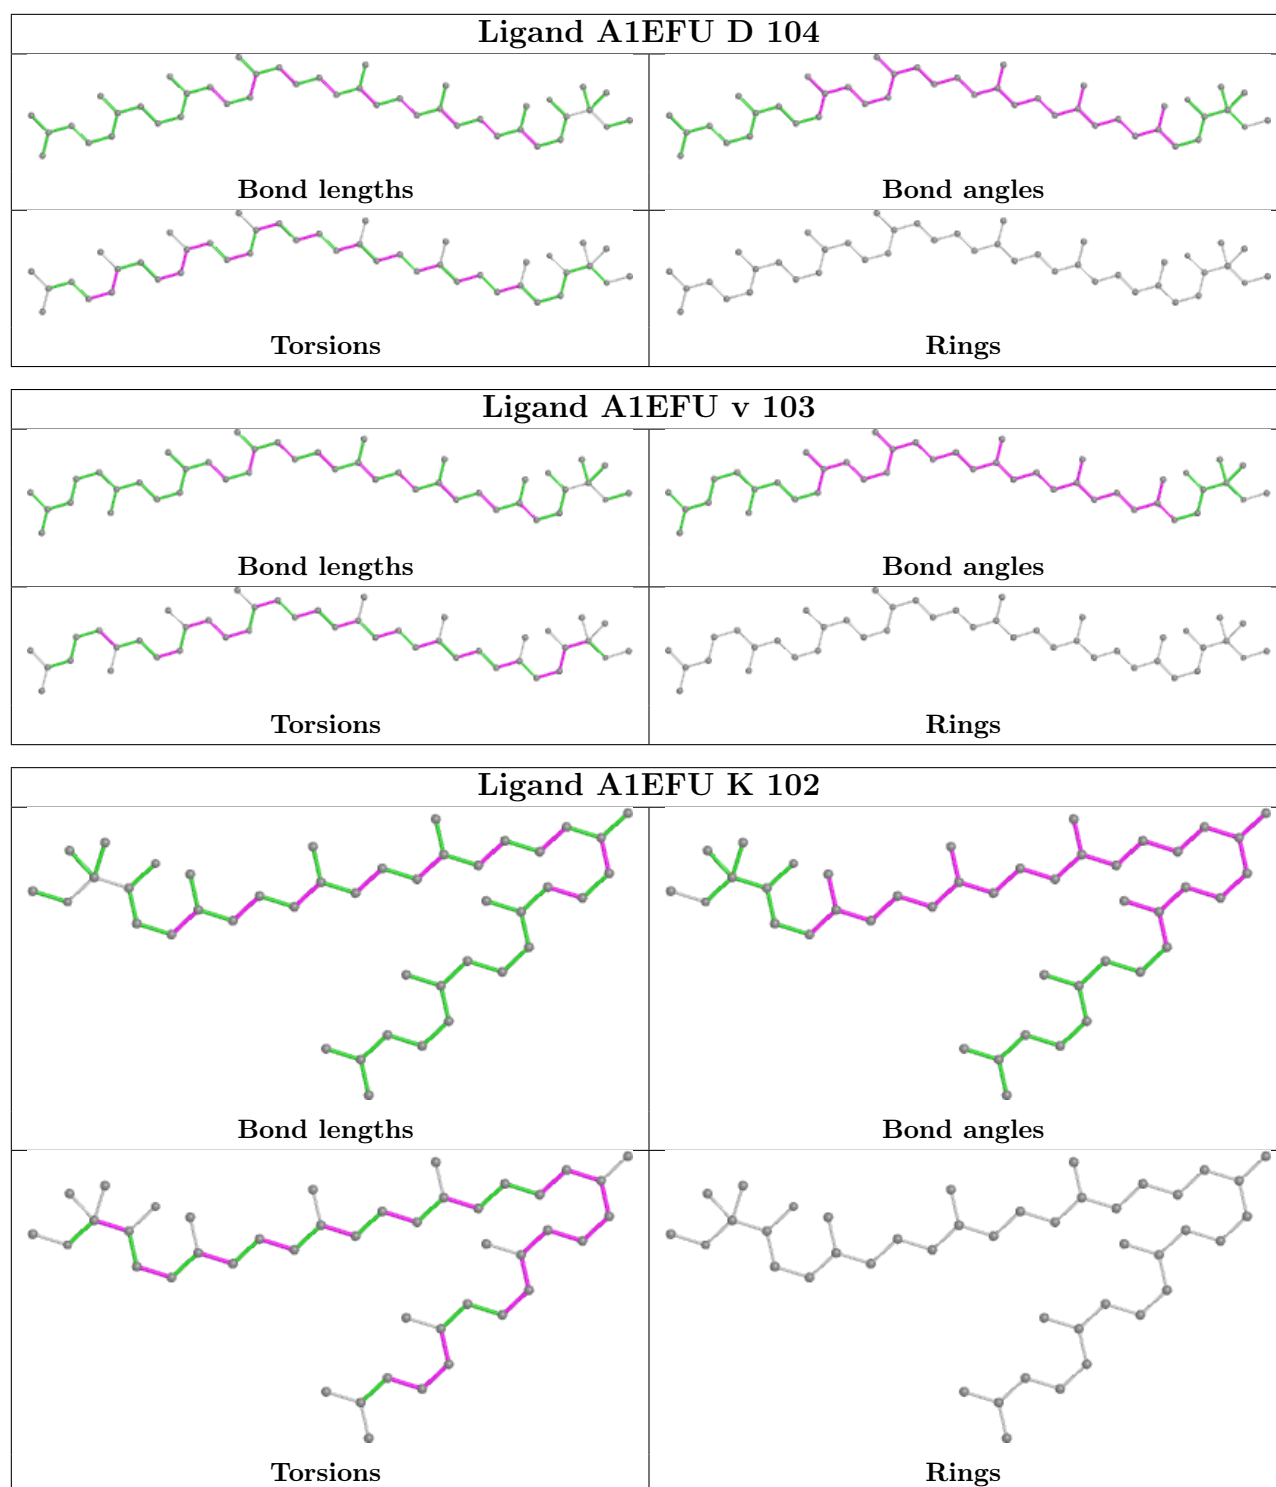 Ligand A1EFU D 104
Bond lengths
Bond angles
Torsions
Rings
Ligand A1EFU v 103
Bond lengths
Bond angles
Torsions
Rings
Ligand A1EFU K 102
Bond lengths
Bond angles
Torsions
Rings